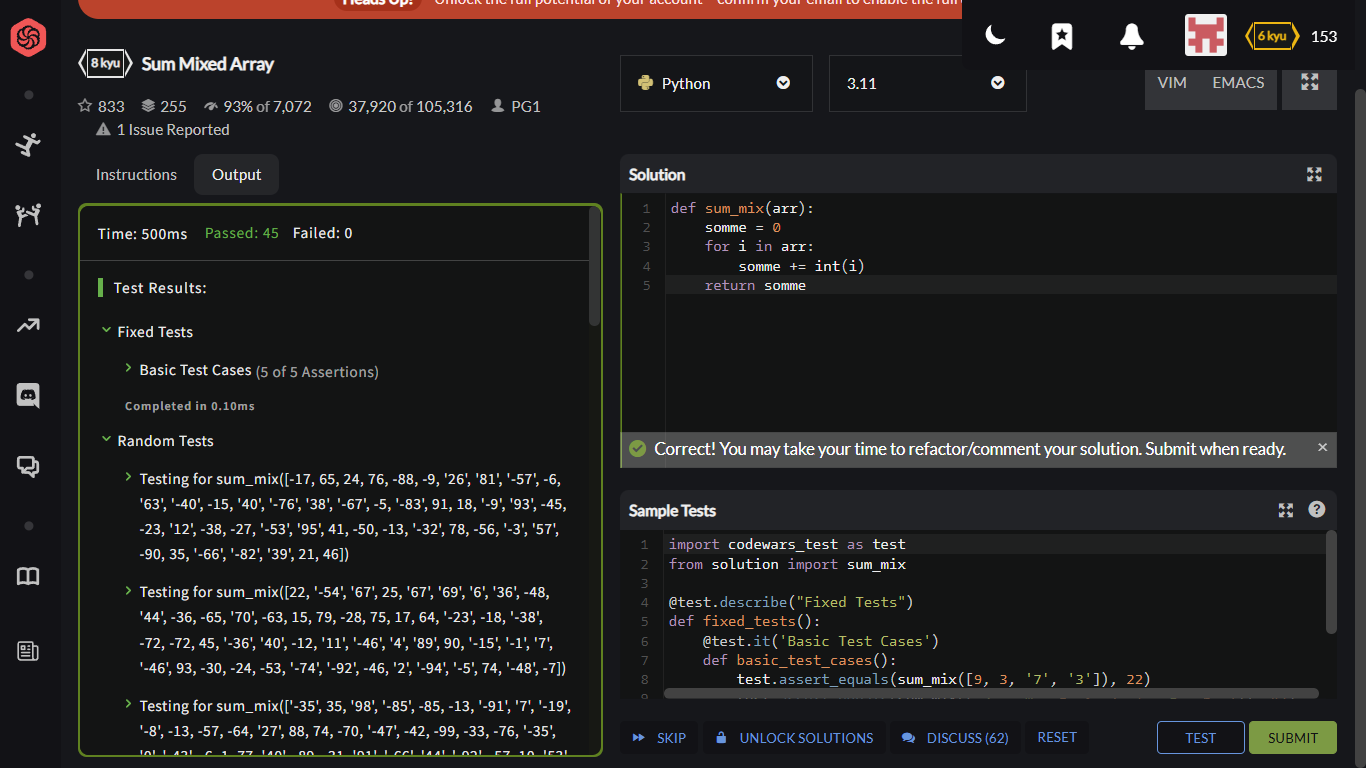 Heads Up! Unlock the full potential of your account - confirm your email to enable the full
6 kyu 153
8 kyu Sum Mixed Array
833 255 93% of 7,072 37,920 of 105,316 PG1
1 Issue Reported
Python 3.11 VIM EMACS
Instructions Output
Time: 500ms Passed: 45 Failed: 0
Test Results:
Fixed Tests
Basic Test Cases (5 of 5 Assertions)
Completed in 0.10ms
Random Tests
Testing for sum_mix([-17, 65, 24, 76, -88, -9, '26', '81', '-57', -6,
'63', '-40', -15, '40', '-76', '38', '-67', -5, '-83', 91, 18, '-9', '93', -45,
-23, '12', -38, -27, '-53', '95', 41, -50, -13, '-32', 78, -56, '-3', '57',
-90, 35, '-66', '-82', '39', 21, 46])
Testing for sum_mix([22, '-54', '67', 25, '67', '69', '6', '36', -48,
'44', -36, -65, '70', -63, 15, 79, -28, 75, 17, 64, '-23', -18, '-38',
-72, -72, 45, '-36', '40', -12, '11', '-46', '4', '89', 90, '-15', '-1', '7',
'-46', 93, -30, -24, -53, '-74', '-92', -46, '2', '-94', '-5', 74, '-48', -7])
Testing for sum_mix(['-35', 35, '98', '-85', -85, -13, '-91', '7', '-19',
'-8', -13, -57, -64, '27', 88, 74, -70, '-47', -42, -99, -33, -76, '-35',
Solution
1 def sum_mix(arr):
2 somme = 0
3 for i in arr:
4 somme += int(i)
5 return somme
Correct! You may take your time to refactor/comment your solution. Submit when ready. ×
Sample Tests ?
1 import codewars_test as test
2 from solution import sum_mix
3
4 @test.describe("Fixed Tests")
5 def fixed_tests():
6 @test.it('Basic Test Cases')
7 def basic_test_cases():
8 test.assert_equals(sum_mix([9, 3, '7', '3']), 22)
9
SKIP UNLOCK SOLUTIONS DISCUSS (62) RESET TEST SUBMIT